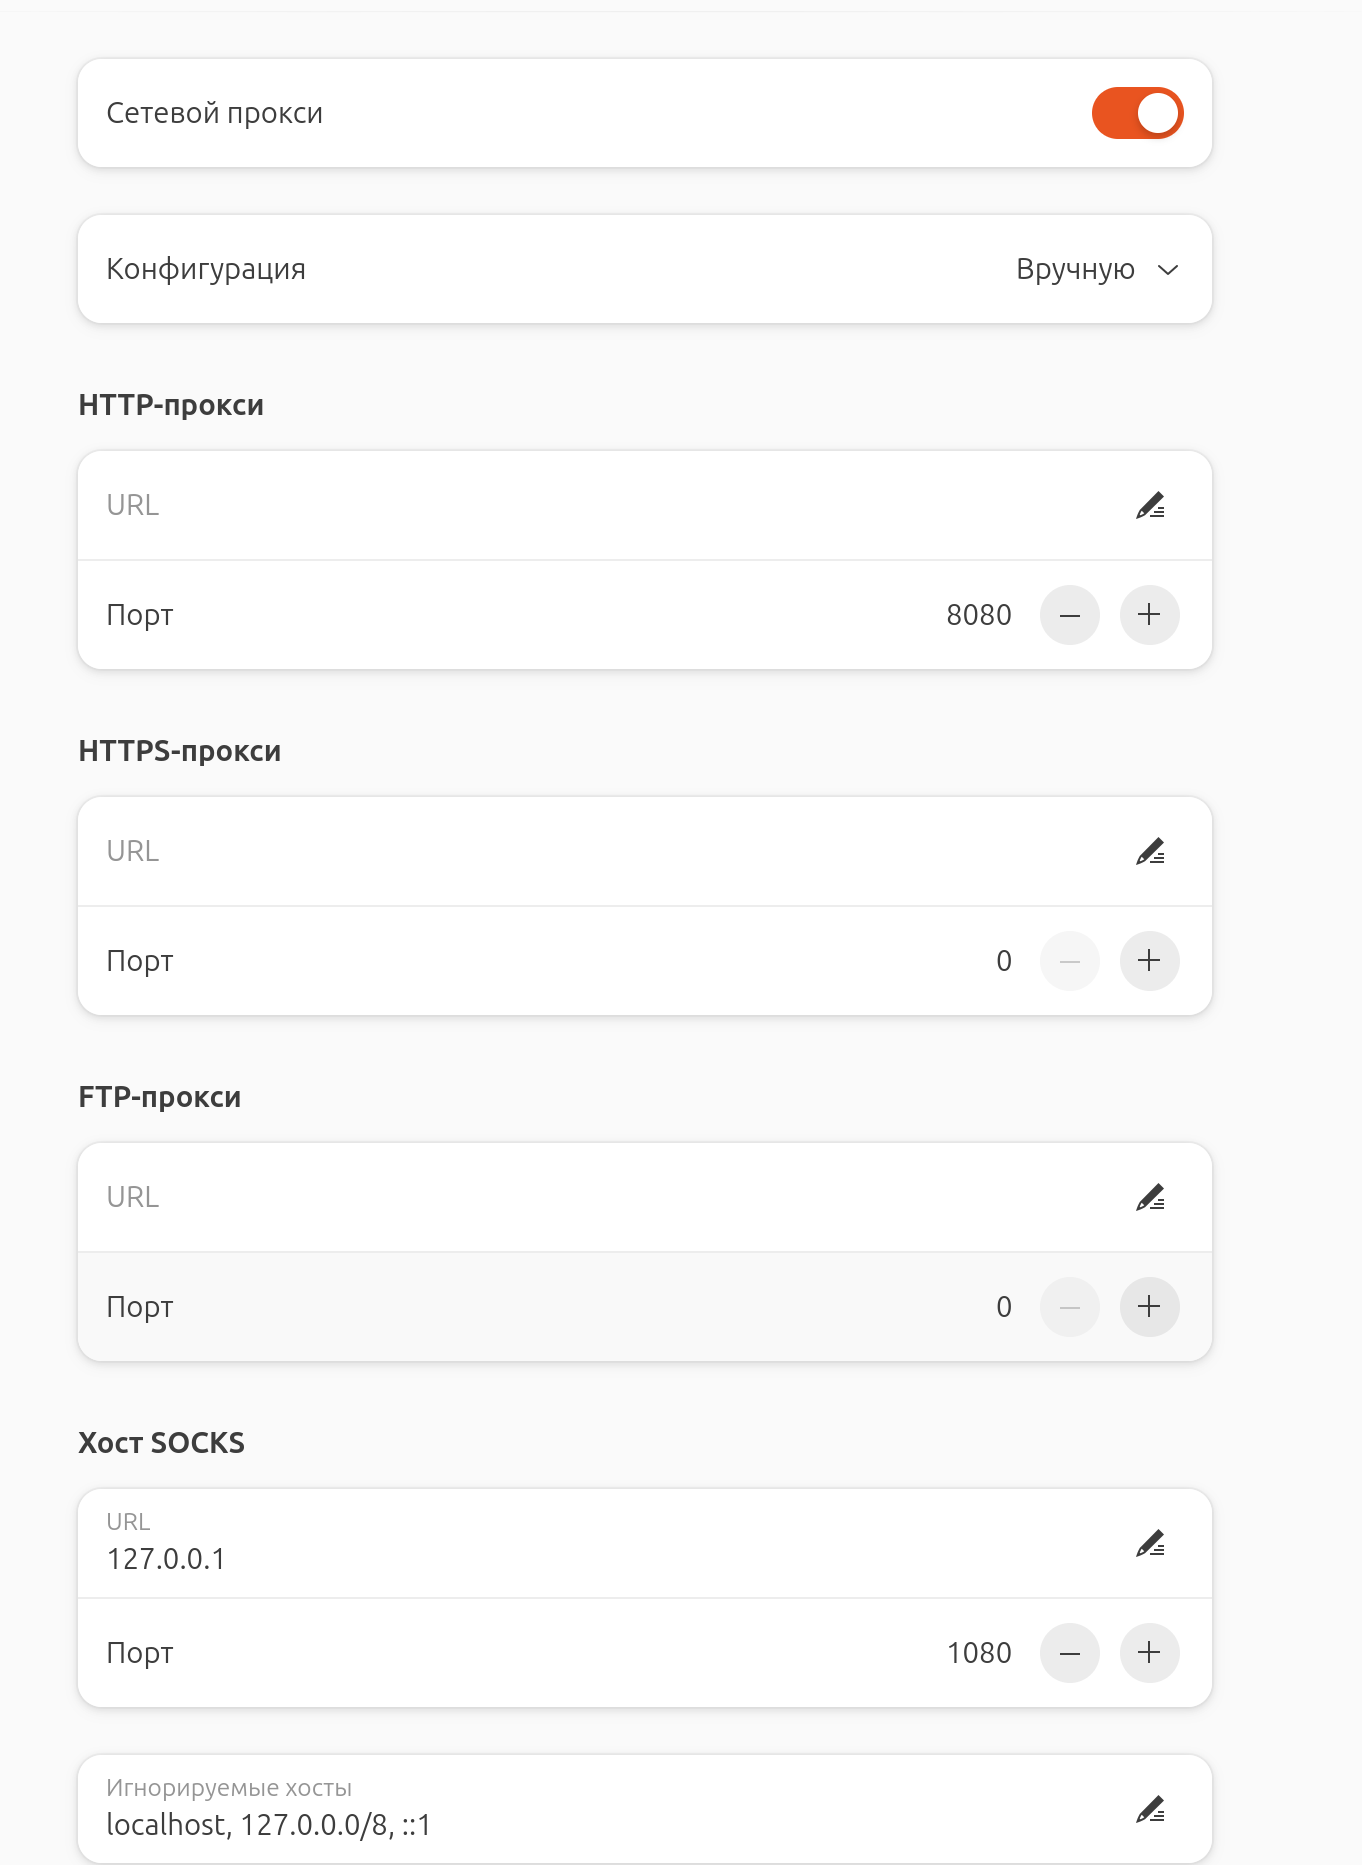 Сетевой прокси
Конфигурация Вручную
HTTP-прокси
URL
Порт 8080
HTTPS-прокси
URL
Порт 0
FTP-прокси
URL
Порт 0
Хост SOCKS
URL
127.0.0.1
Порт 1080
Игнорируемые хосты
localhost, 127.0.0.0/8, ::1